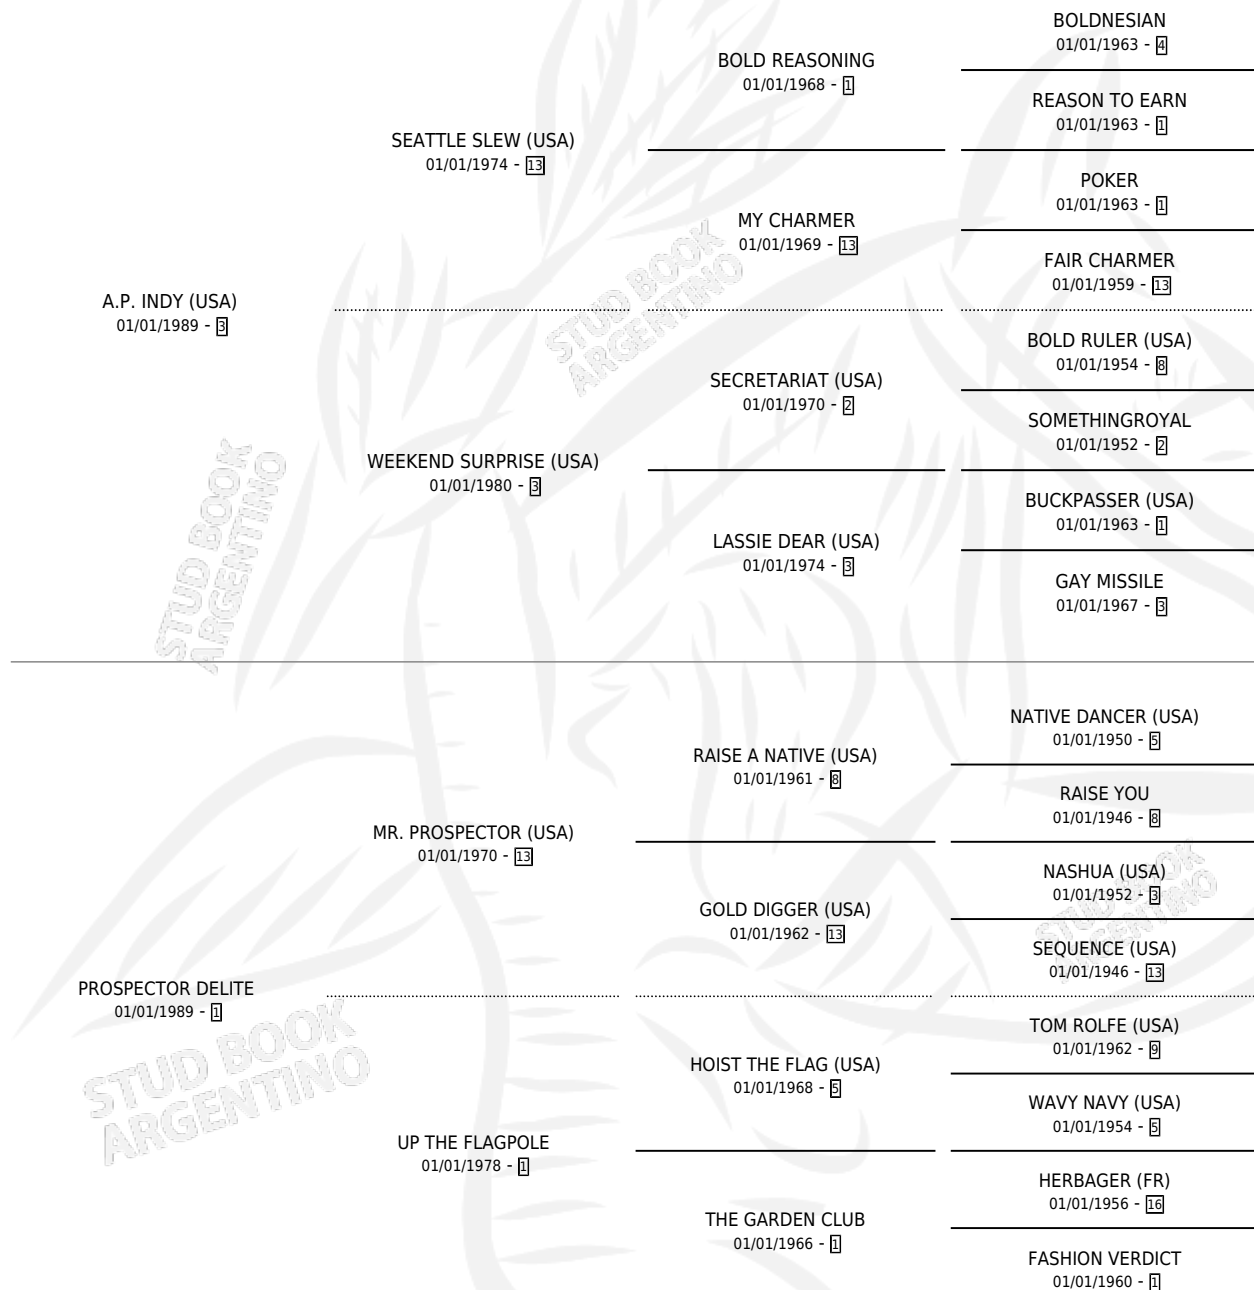 BOLDNESIAN
01/01/1963 - 4
BOLD REASONING
01/01/1968 - 1
REASON TO EARN
01/01/1963 - 1
SEATTLE SLEW (USA)
01/01/1974 - 13
POKER
01/01/1963 - 1
MY CHARMER
01/01/1969 - 13
FAIR CHARMER
01/01/1959 - 13
A.P. INDY (USA)
01/01/1989 - 3
BOLD RULER (USA)
01/01/1954 - 8
SECRETARIAT (USA)
01/01/1970 - 2
SOMETHINGROYAL
01/01/1952 - 2
WEEKEND SURPRISE (USA)
01/01/1980 - 3
BUCKPASSER (USA)
01/01/1963 - 1
LASSIE DEAR (USA)
01/01/1974 - 3
GAY MISSILE
01/01/1967 - 3
NATIVE DANCER (USA)
01/01/1950 - 5
RAISE A NATIVE (USA)
01/01/1961 - 8
RAISE YOU
01/01/1946 - 8
MR. PROSPECTOR (USA)
01/01/1970 - 13
NASHUA (USA)
01/01/1952 - 3
GOLD DIGGER (USA)
01/01/1962 - 13
SEQUENCE (USA)
01/01/1946 - 13
PROSPECTOR DELITE
01/01/1989 - 1
TOM ROLFE (USA)
01/01/1962 - 9
HOIST THE FLAG (USA)
01/01/1968 - 5
WAVY NAVY (USA)
01/01/1954 - 5
UP THE FLAGPOLE
01/01/1978 - 1
HERBAGER (FR)
01/01/1956 - 16
THE GARDEN CLUB
01/01/1966 - 1
FASHION VERDICT
01/01/1960 - 1
STUD BOOK
ARGENTINO
STUD BOOK
ARGENTINO
STUD BOOK
ARGENTINO
STUD BOOK
ARGENTINO